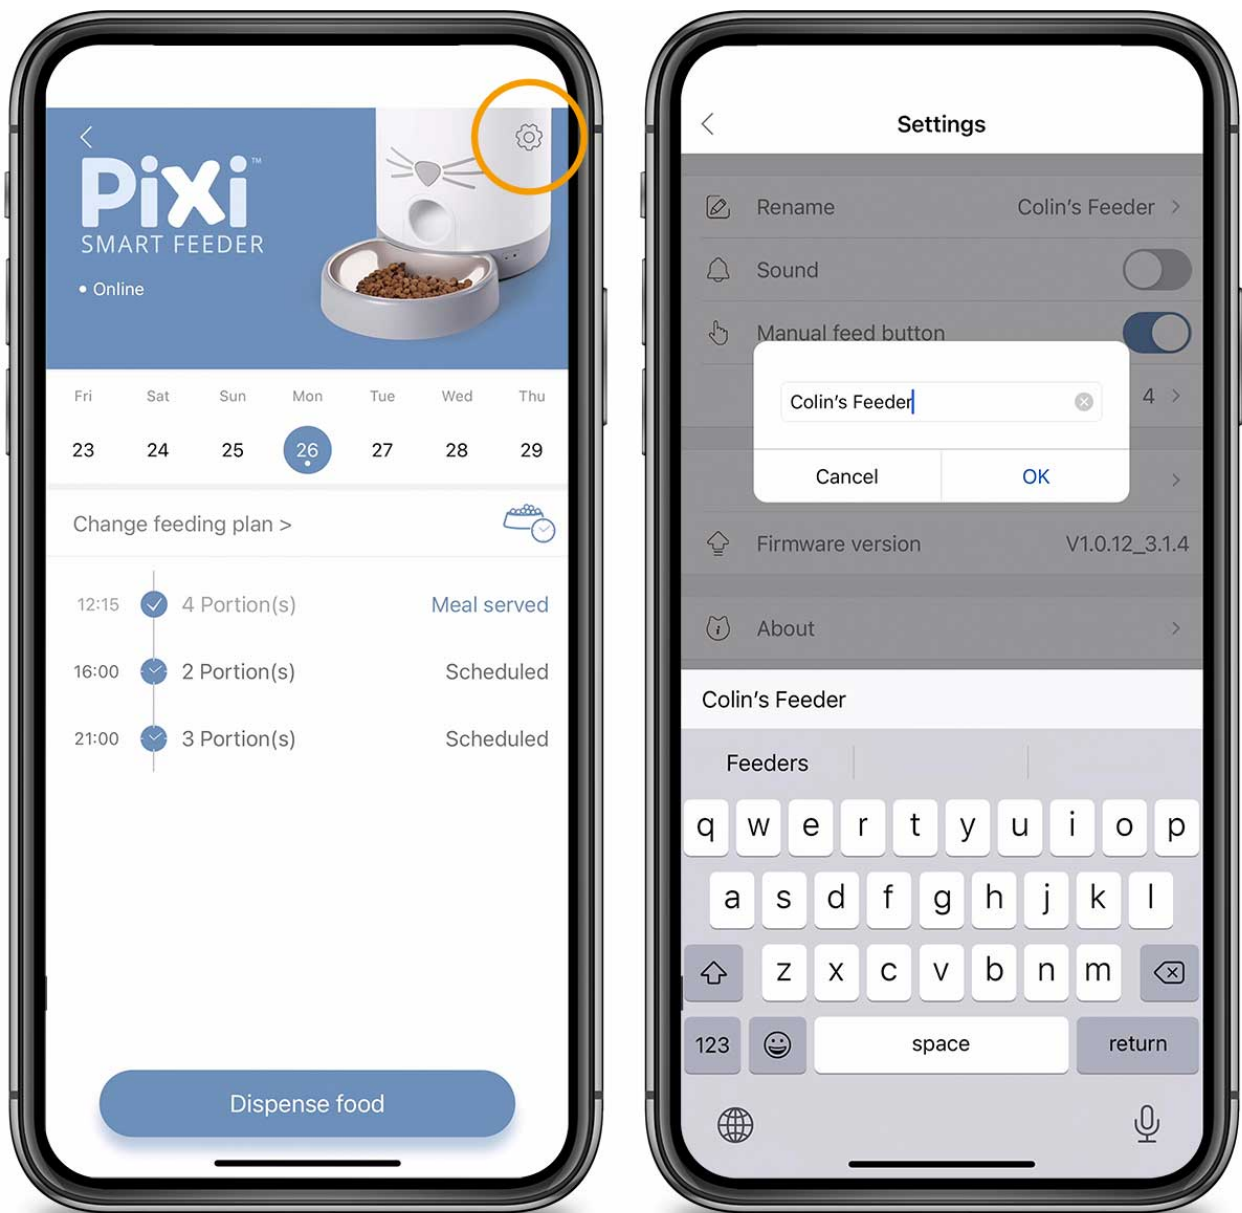 PiXi™
SMART FEEDER
• Online
Fri Sat Sun Mon Tue Wed Thu
23 24 25 26 27 28 29
Change feeding plan >
12:15 4 Portion(s) Meal served
16:00 2 Portion(s) Scheduled
21:00 3 Portion(s) Scheduled
Dispense food
Settings
Rename Colin's Feeder >
Sound
Manual feed button
4 >
Colin's Feeder
Cancel OK
>
Firmware version V1.0.12_3.1.4
About >
Colin's Feeder
Feeders
q w e r t y u i o p
a s d f g h j k l
z x c v b n m
123 space return